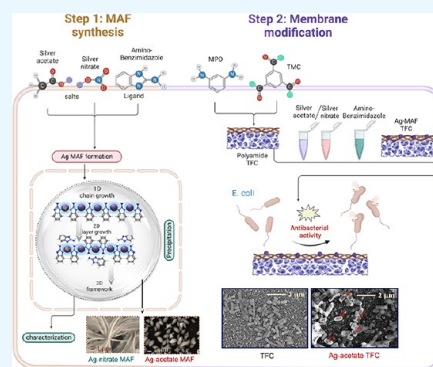 Step 1: MAF
synthesis
Silver
acetate
Silver
nitrate
Amino-
Benzimidazole
salts
Ligand
Ag MAF formation
1D
chain growth
2D
layer growth
3D
framework
Precipitation
characterization
Ag-nitrate MAF
Ag-acetate MAF
Step 2: Membrane
modification
MPD
TMC
Polyamide
TFC
Silver
acetate
/
Silver
nitrate
Amino-
Benzimidazole
Ag-MAF
TFC
E. coli
Antibacterial
activity
2 µm
2 µm
TFC
Ag-acetate TFC